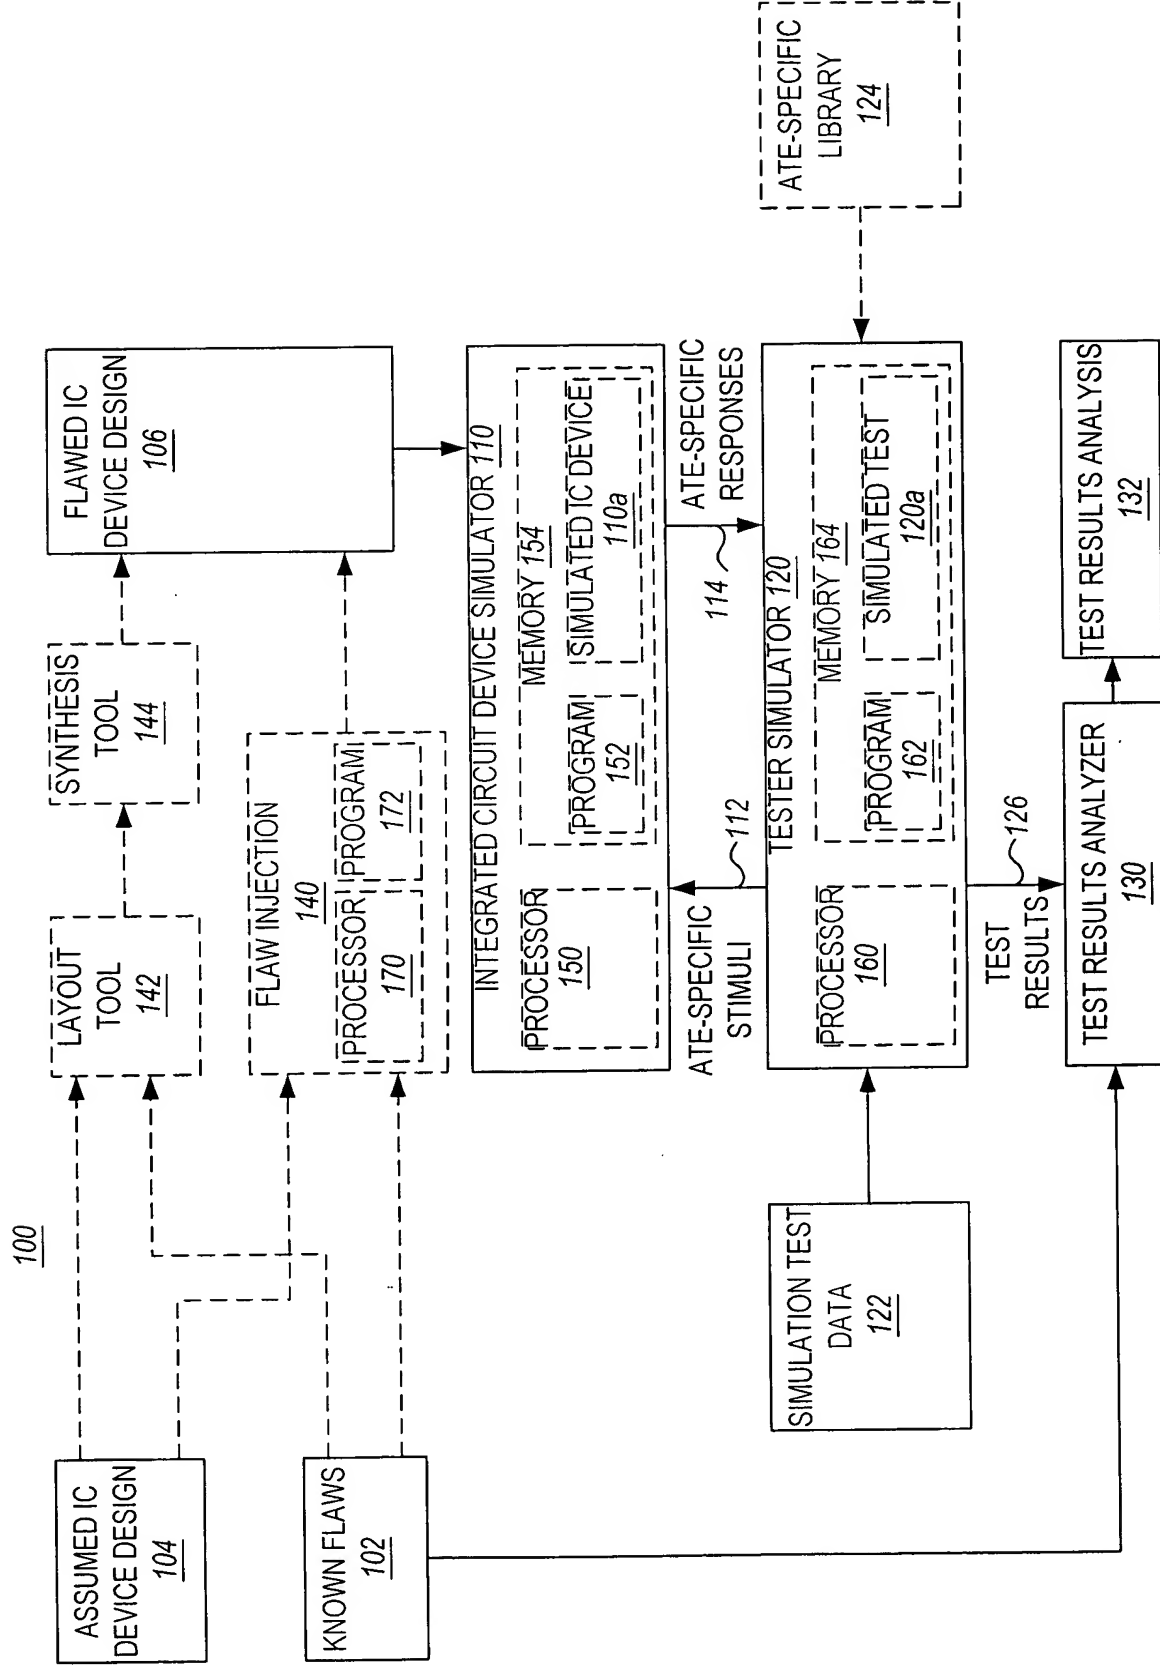 100
ASSUMED IC
DEVICE DESIGN
104
KNOWN FLAWS
102
LAYOUT
TOOL
142
SYNTHESIS
TOOL
144
FLAW INJECTION
140
PROCESSOR
170
PROGRAM
172
FLAWED IC
DEVICE DESIGN
106
INTEGRATED CIRCUIT DEVICE SIMULATOR 110
PROCESSOR
150
MEMORY 154
PROGRAM
152
SIMULATED IC DEVICE
110a
ATE-SPECIFIC
STIMULI
112
114
ATE-SPECIFIC
RESPONSES
SIMULATION TEST
DATA
122
TESTER SIMULATOR 120
PROCESSOR
160
MEMORY 164
PROGRAM
162
SIMULATED TEST
120a
ATE-SPECIFIC
LIBRARY
124
TEST
RESULTS
126
TEST RESULTS ANALYZER
130
TEST RESULTS ANALYSIS
132